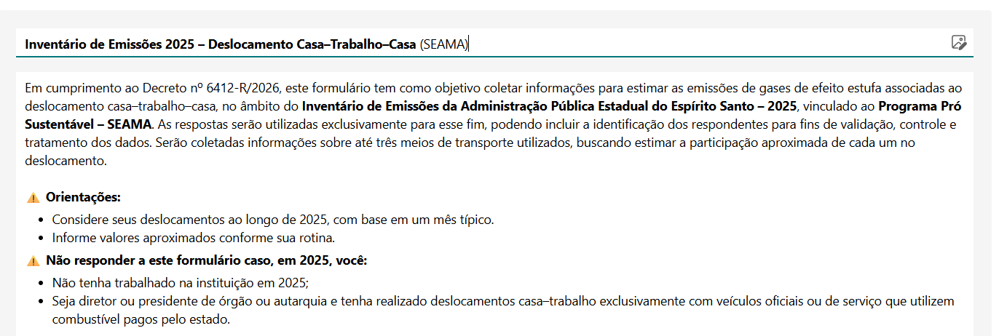 Inventário de Emissões 2025 – Deslocamento Casa–Trabalho–Casa (SEAMA)
Em cumprimento ao Decreto nº 6412-R/2026, este formulário tem como objetivo coletar informações para estimar as emissões de gases de efeito estufa associadas ao
deslocamento casa–trabalho–casa, no âmbito do Inventário de Emissões da Administração Pública Estadual do Espírito Santo – 2025, vinculado ao Programa Pró
Sustentável – SEAMA. As respostas serão utilizadas exclusivamente para esse fim, podendo incluir a identificação dos respondentes para fins de validação, controle e
tratamento dos dados. Serão coletadas informações sobre até três meios de transporte utilizados, buscando estimar a participação aproximada de cada um no
deslocamento.
⚠️ Orientações:
• Considere seus deslocamentos ao longo de 2025, com base em um mês típico.
• Informe valores aproximados conforme sua rotina.
⚠️ Não responder a este formulário caso, em 2025, você:
• Não tenha trabalhado na instituição em 2025;
• Seja diretor ou presidente de órgão ou autarquia e tenha realizado deslocamentos casa–trabalho exclusivamente com veículos oficiais ou de serviço que utilizem
combustível pagos pelo estado.